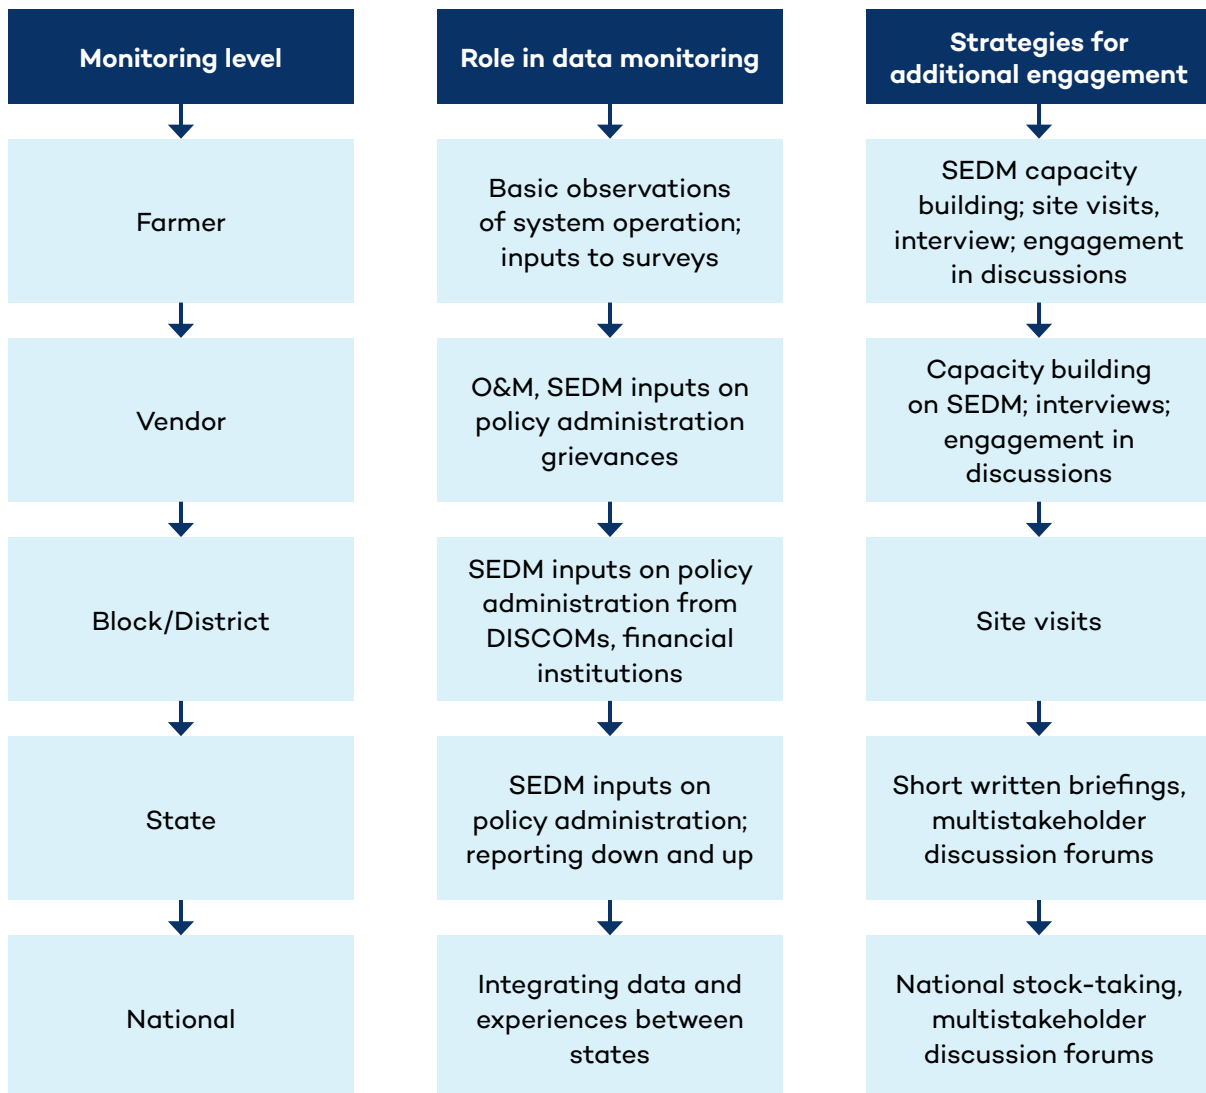 Monitoring level
Role in data monitoring
Strategies for
additional engagement
Farmer
Basic observations
of system operation;
inputs to surveys
SEDM capacity
building; site visits,
interview; engagement
in discussions
Vendor
O&M, SEDM inputs on
policy administration
grievances
Capacity building
on SEDM; interviews;
engagement in
discussions
Block/District
SEDM inputs on policy
administration from
DISCOMs, financial
institutions
Site visits
State
SEDM inputs on
policy administration;
reporting down and up
Short written briefings,
multistakeholder
discussion forums
National
Integrating data and
experiences between
states
National stock-taking,
multistakeholder
discussion forums